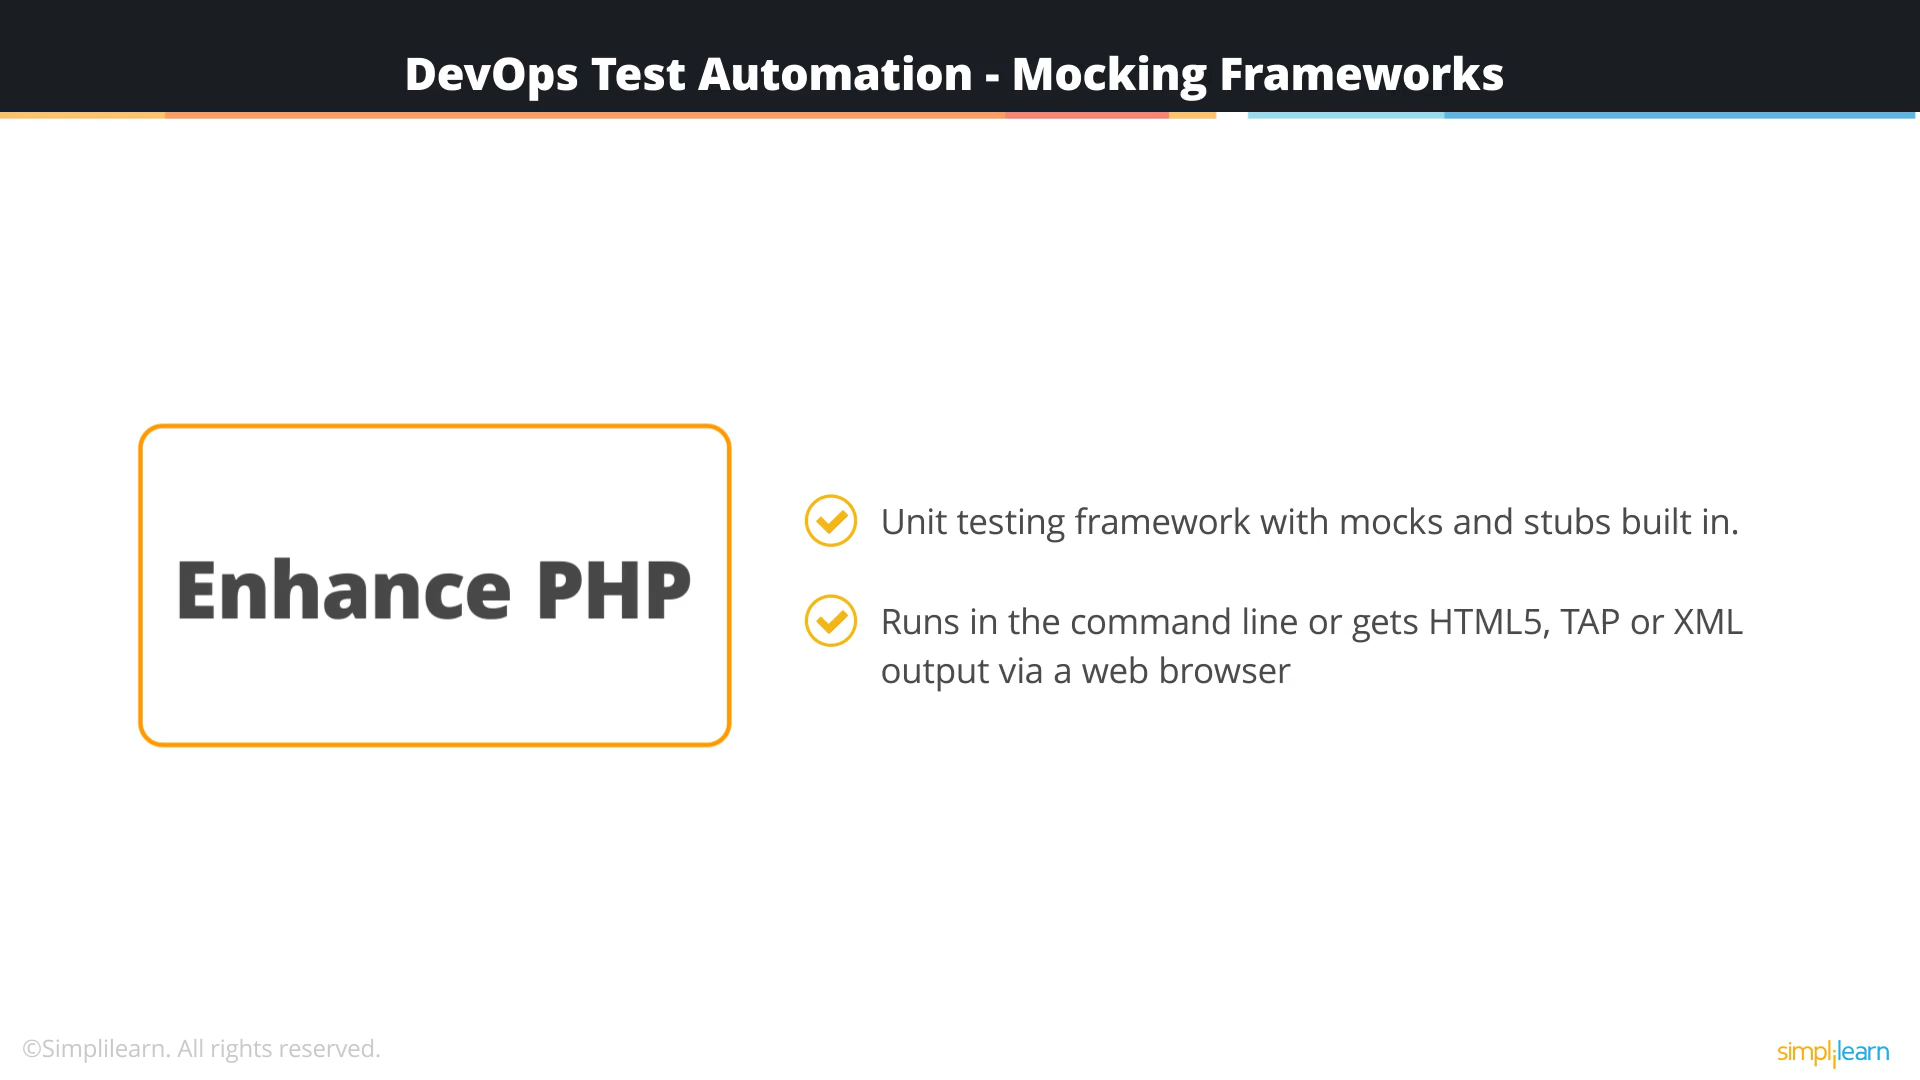 DevOps Test Automation - Mocking Frameworks
Enhance PHP
Unit testing framework with mocks and stubs built in.
Runs in the command line or gets HTML5, TAP or XML
output via a web browser
©Simplilearn. All rights reserved.
simplilearn